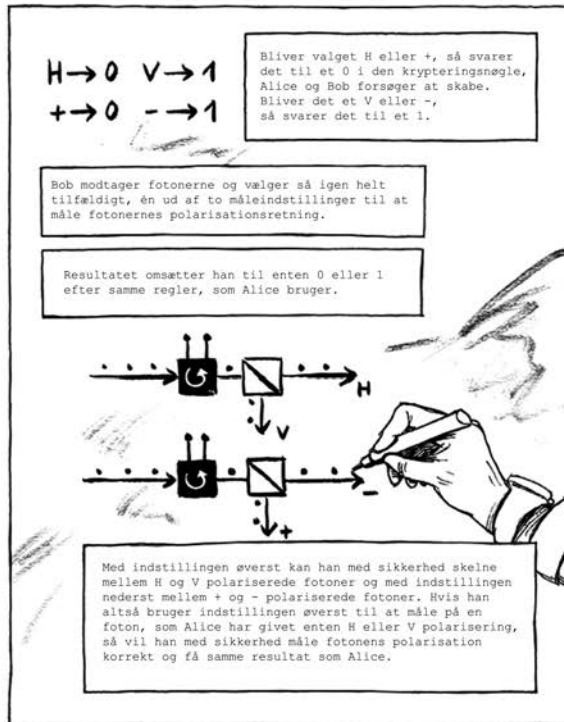 H→0 V→1
+→0 -→1
Bliver valget H eller +, så svarer
det til et 0 i den krypteringsnøgle,
Alice og Bob forsøger at skabe.
Bliver det et V eller -,
så svarer det til et 1.
Bob modtager fotonerne og vælger så igen helt
tilfældigt, èn ud af to måleindstillinger til at
måle fotonernes polarisationsretning.
Resultatet omsætter han til enten 0 eller 1
efter samme regler, som Alice bruger.
H
V
-
+
Med indstillingen øverst kan han med sikkerhed skelne
mellem H og V polariserede fotoner og med indstillingen
nederst mellem + og - polariserede fotoner. Hvis han
altså bruger indstillingen øverst til at måle på en
foton, som Alice har givet enten H eller V polarisering,
så vil han med sikkerhed måle fotonens polarisation
korrekt og få samme resultat som Alice.